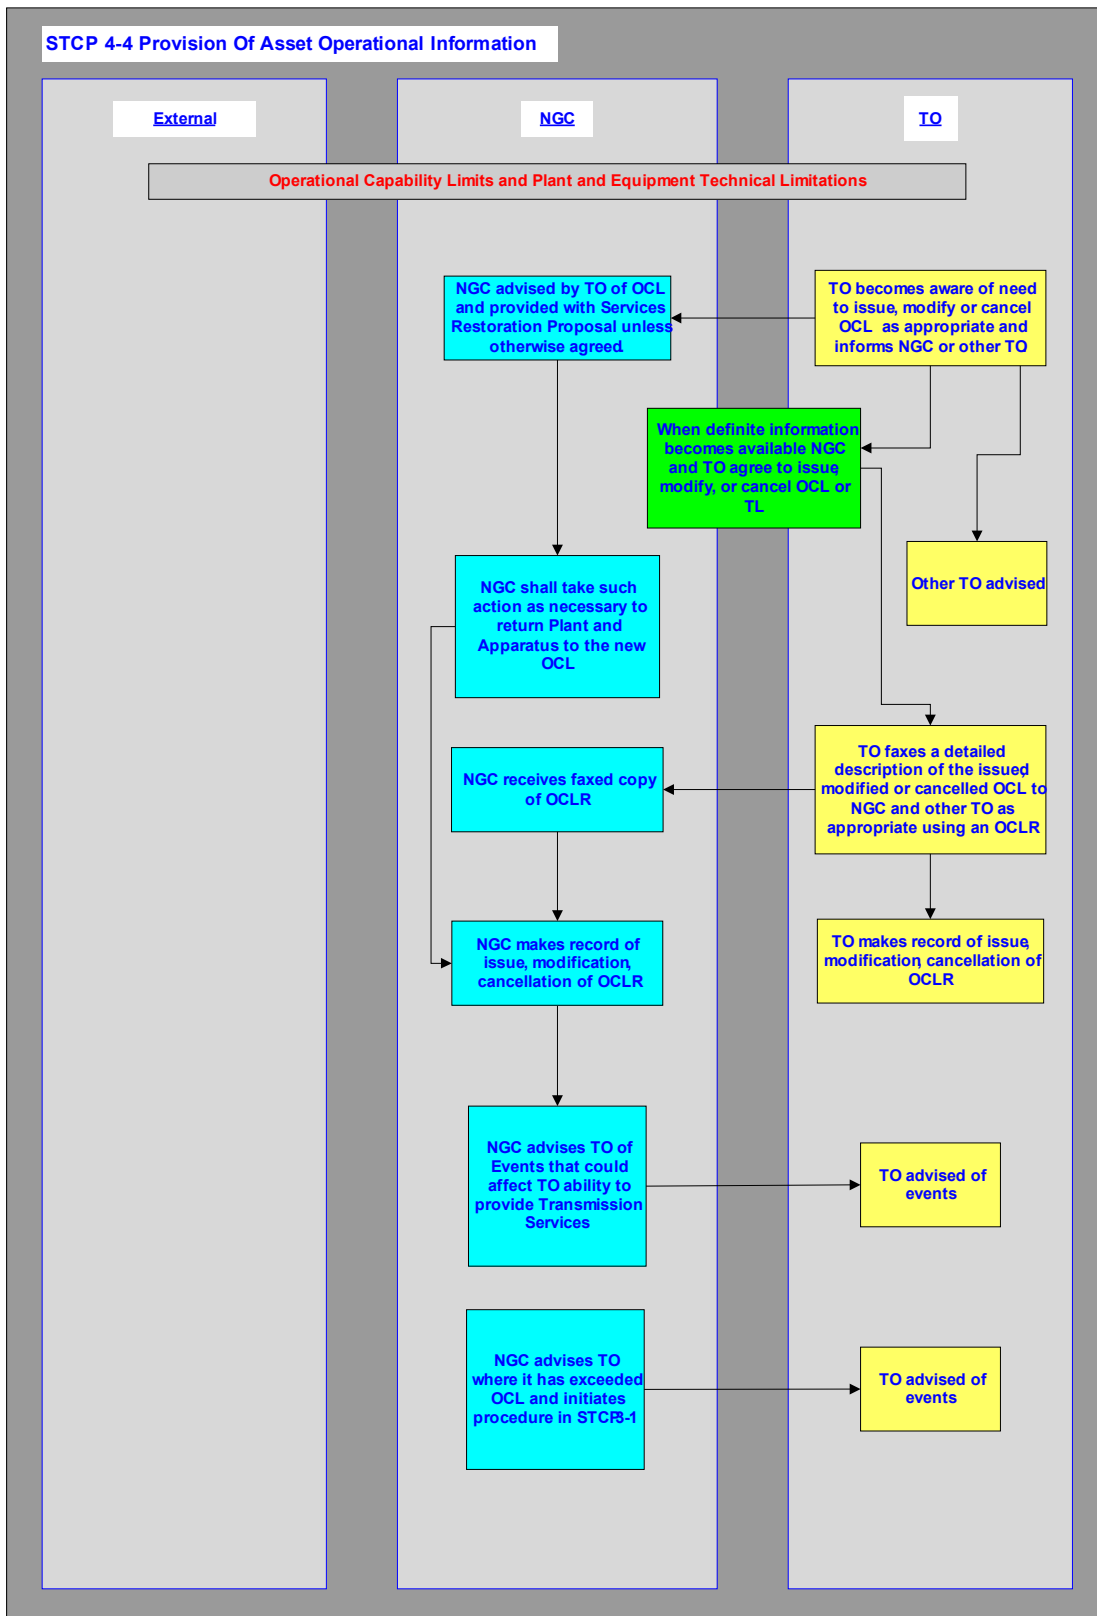 STCP 4-4 Provision Of Asset Operational Information
External
NGC
TO
Operational Capability Limits and Plant and Equipment Technical Limitations
NGC advised by TO of OCL
and provided with Services
Restoration Proposal unless
otherwise agreed.
TO becomes aware of need
to issue, modify or cancel
OCL as appropriate and
informs NGC or other TO
When definite information
becomes available NGC
and TO agree to issue,
modify, or cancel OCL or
TL
Other TO advised
NGC shall take such
action as necessary to
return Plant and
Apparatus to the new
OCL
TO faxes a detailed
description of the issued,
modified or cancelled OCL to
NGC and other TO as
appropriate using an OCLR
NGC receives faxed copy
of OCLR
NGC makes record of
issue, modification,
cancellation of OCLR
TO makes record of issue,
modification, cancellation of
OCLR
NGC advises TO of
Events that could
affect TO ability to
provide Transmission
Services
TO advised of
events
NGC advises TO
where it has exceeded
OCL and initiates
procedure in STCP3-1
TO advised of
events